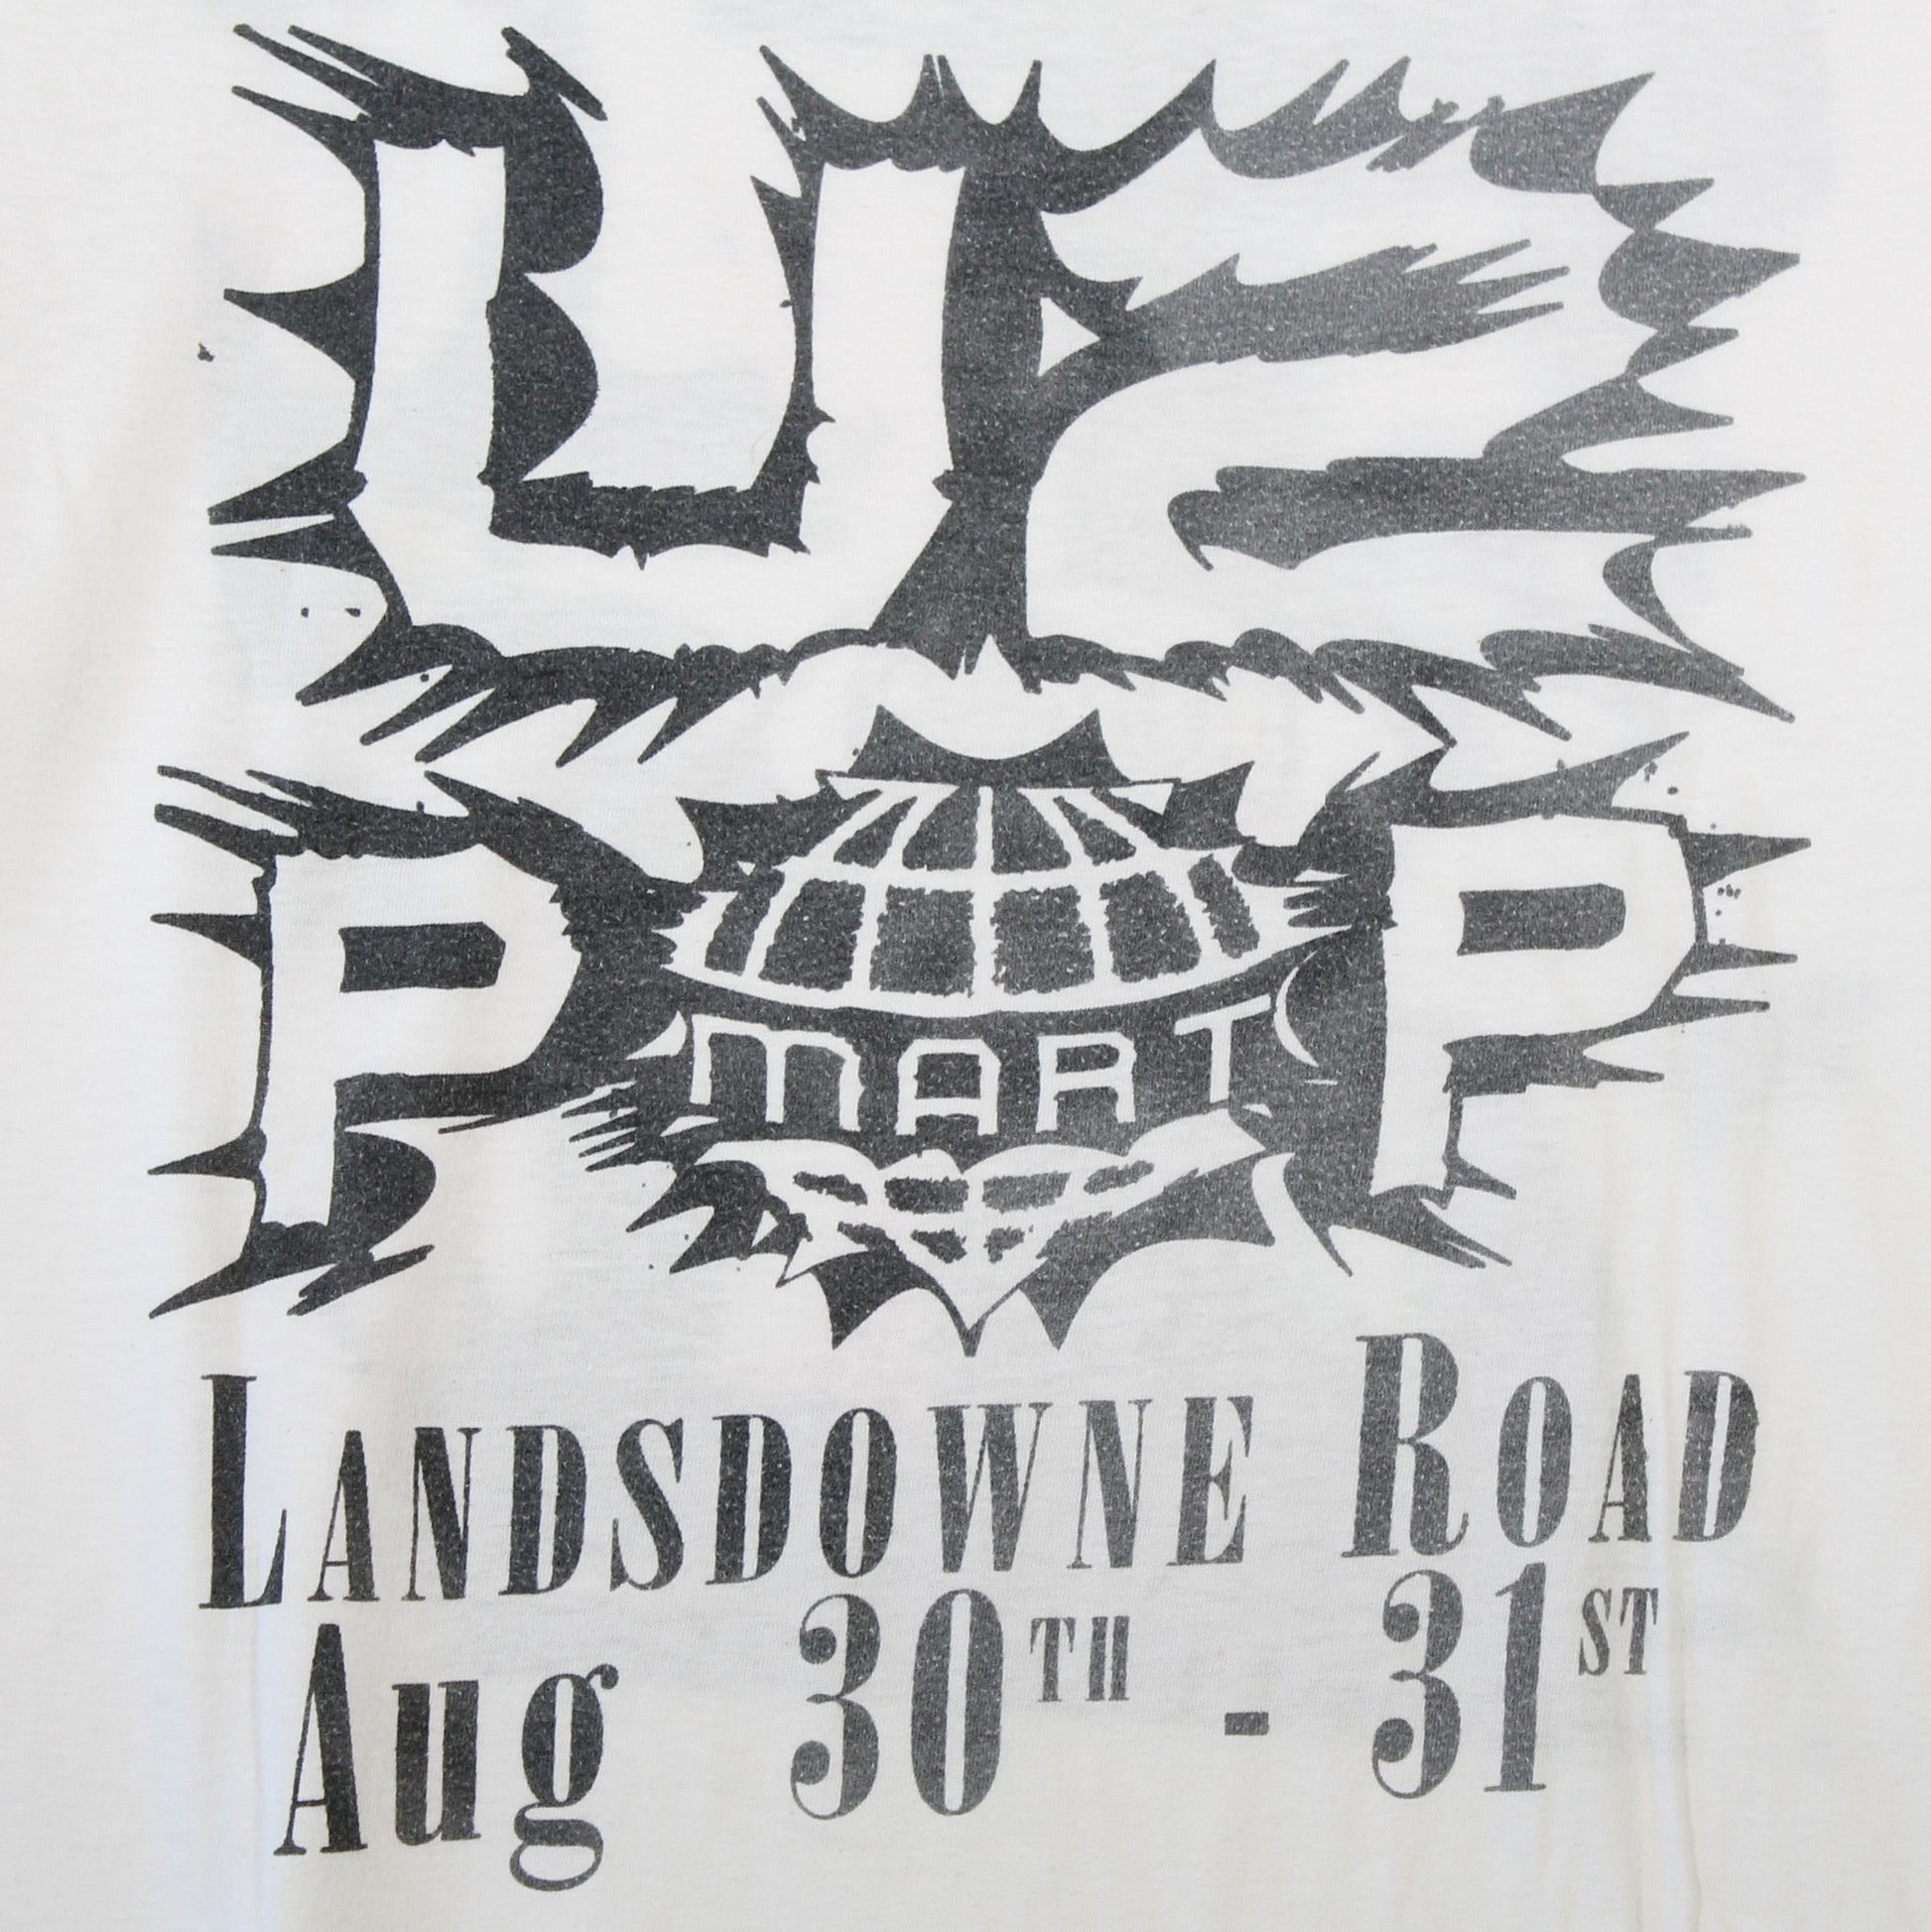 U2
POP
MART
LANDSDOWNE ROAD
Aug 30TH - 31ST